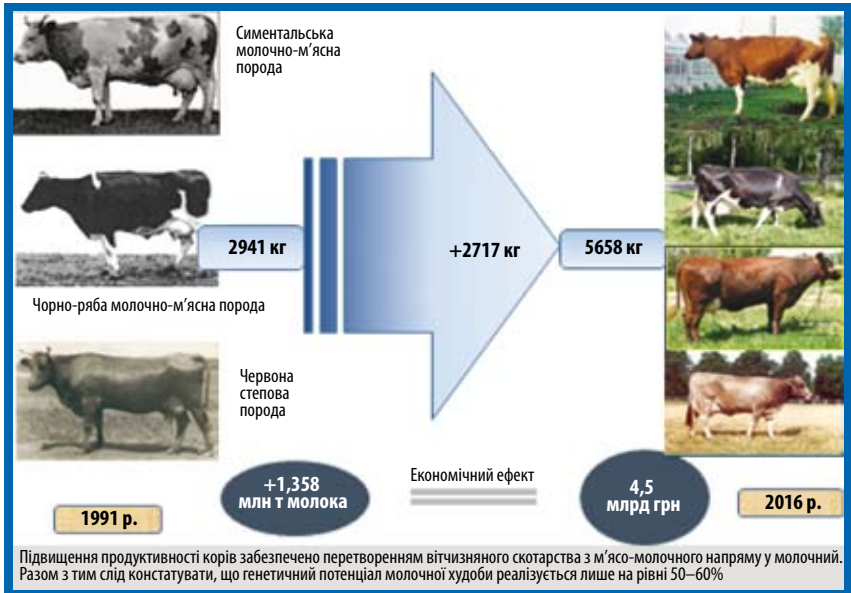 Симентальська
молочно-м’ясна
порода
2941 кг
+2717 кг
5658 кг
Чорно-ряба молочно-м’ясна порода
Червона
степова
порода
1991 р.
+1,358
млн т молока
Економічний ефект
4,5
млрд грн
2016 р.
Підвищення продуктивності корів забезпечено перетворенням вітчизняного скотарства з м’ясо-молочного напряму у молочний.
Разом з тим слід констатувати, що генетичний потенціал молочної худоби реалізується лише на рівні 50–60%